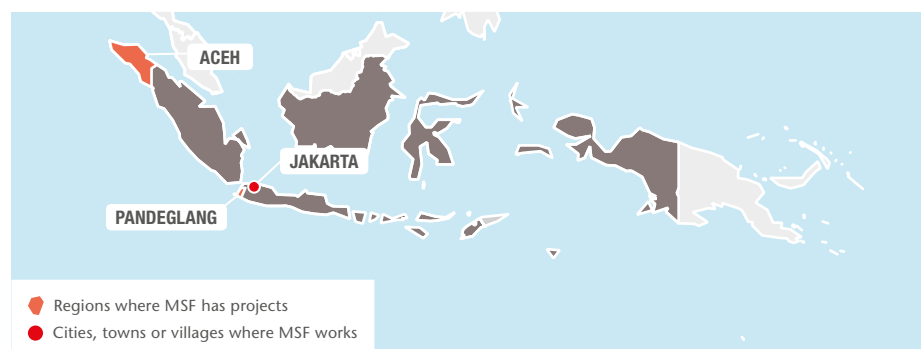 ACEH
JAKARTA
PANDEGLANG
Regions where MSF has projects
Cities, towns or villages where MSF works